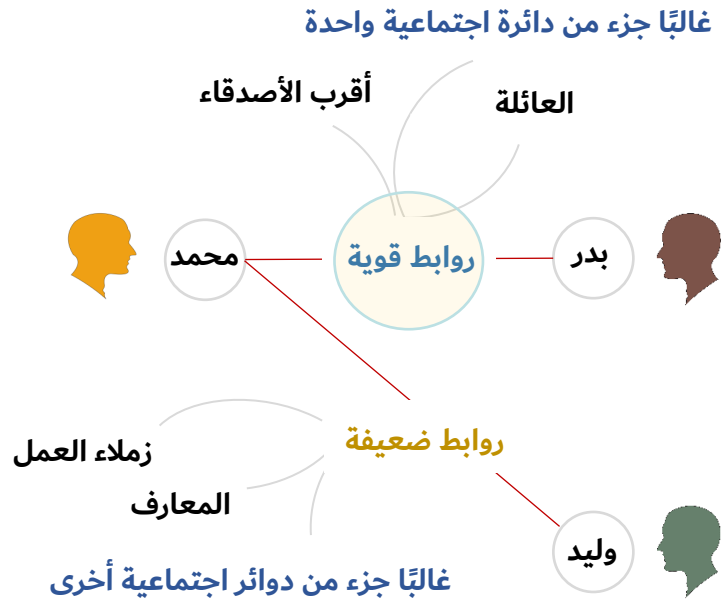 غالبًا جزء من دائرة اجتماعية واحدة
العائلة
أقرب الأصدقاء
بدر
روابط قوية
محمد
روابط ضعيفة
زملاء العمل
المعارف
وليد
غالبًا جزء من دوائر اجتماعية أخرى